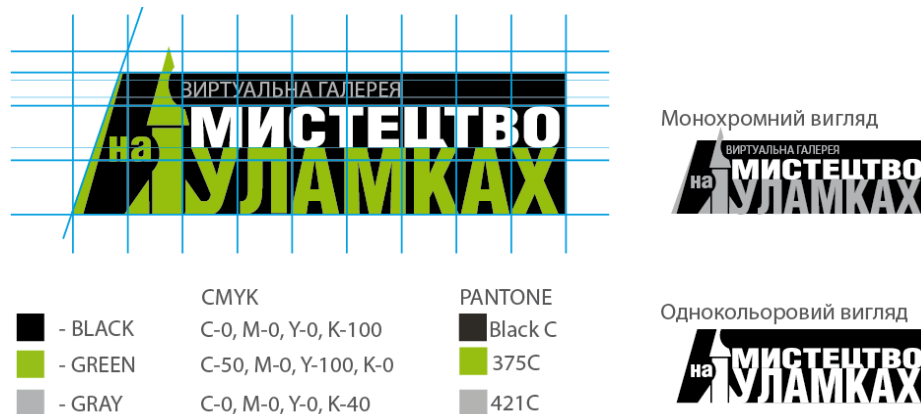 ВИРТУАЛЬНА ГАЛЕРЕЯ
МИСТЕЦТВО
на УЛАМКАХ
Монохромний вигляд
ВИРТУАЛЬНА ГАЛЕРЕЯ
МИСТЕЦТВО
на УЛАМКАХ
CMYK PANTONE
- BLACK C-0, M-0, Y-0, K-100 Black C
- GREEN C-50, M-0, Y-100, K-0 375C
- GRAY C-0, M-0, Y-0, K-40 421C
Однокольоровий вигляд
МИСТЕЦТВО
на УЛАМКАХ